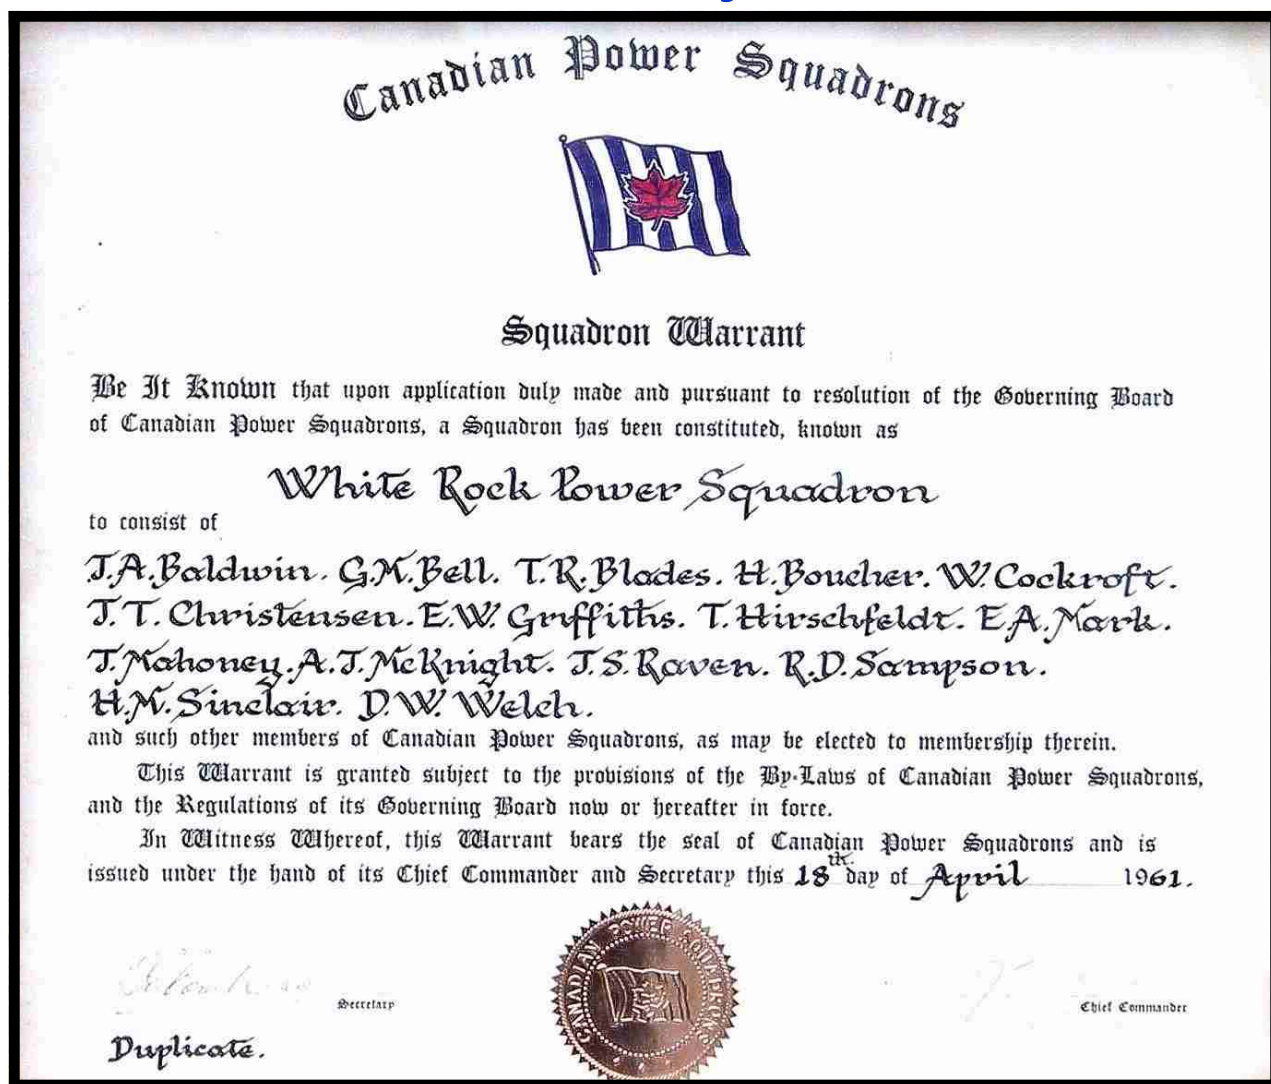 Canadian Power Squadrons
Squadron Warrant
Be It Known that upon application duly made and pursuant to resolution of the Governing Board
of Canadian Power Squadrons, a Squadron has been constituted, known as
White Rock Power Squadron
to consist of
J.A.Baldwin. G.M.Bell. T.R.Blades. H.Boucher. W.Cockroft.
J.T. Christensen. E.W. Griffiths. T.Hirschfeldt. E.A.Mark.
J.Mahoney. A.J.McKnight. J.S.Raven. R.D.Sampson.
H.M.Sinclair. D.W.Welch.
and such other members of Canadian Power Squadrons, as may be elected to membership therein.
This Warrant is granted subject to the provisions of the By-Laws of Canadian Power Squadrons,
and the Regulations of its Governing Board now or hereafter in force.
In Witness Whereof, this Warrant bears the seal of Canadian Power Squadrons and is
issued under the hand of its Chief Commander and Secretary this 18th. day of April 1961.
CANADIAN POWER SQUADRONS
Secretary
Chief Commander
Duplicate.